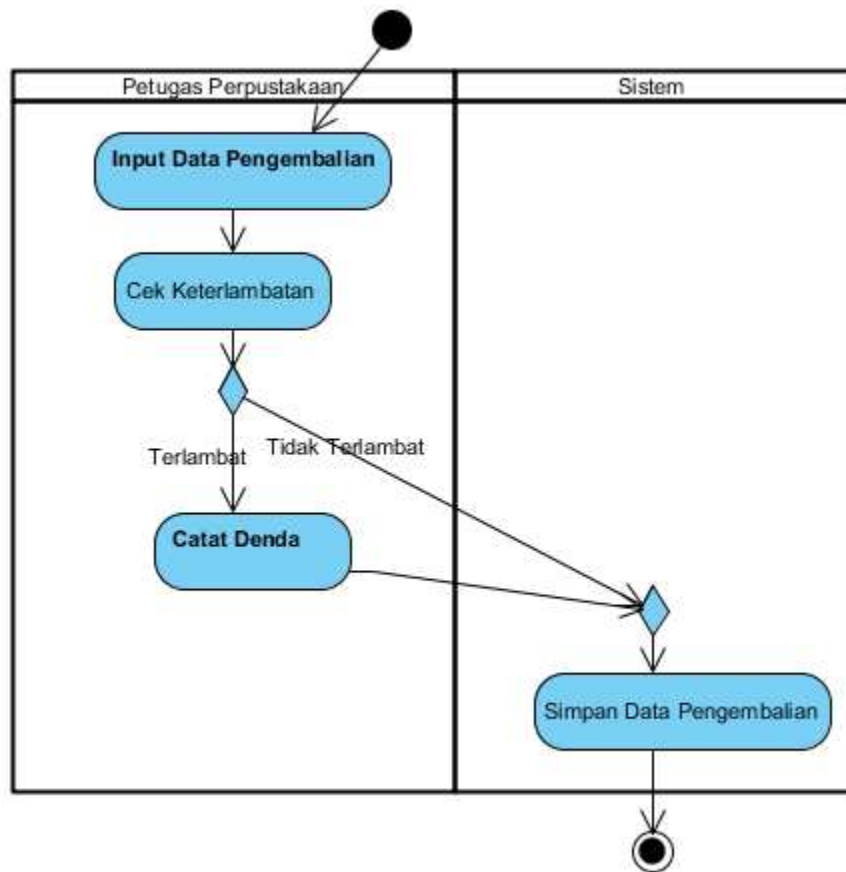 Petugas Perpustakaan
Sistem
Input Data Pengembalian
Cek Keterlambatan
Terlambat
Tidak Terlambat
Catat Denda
Simpan Data Pengembalian